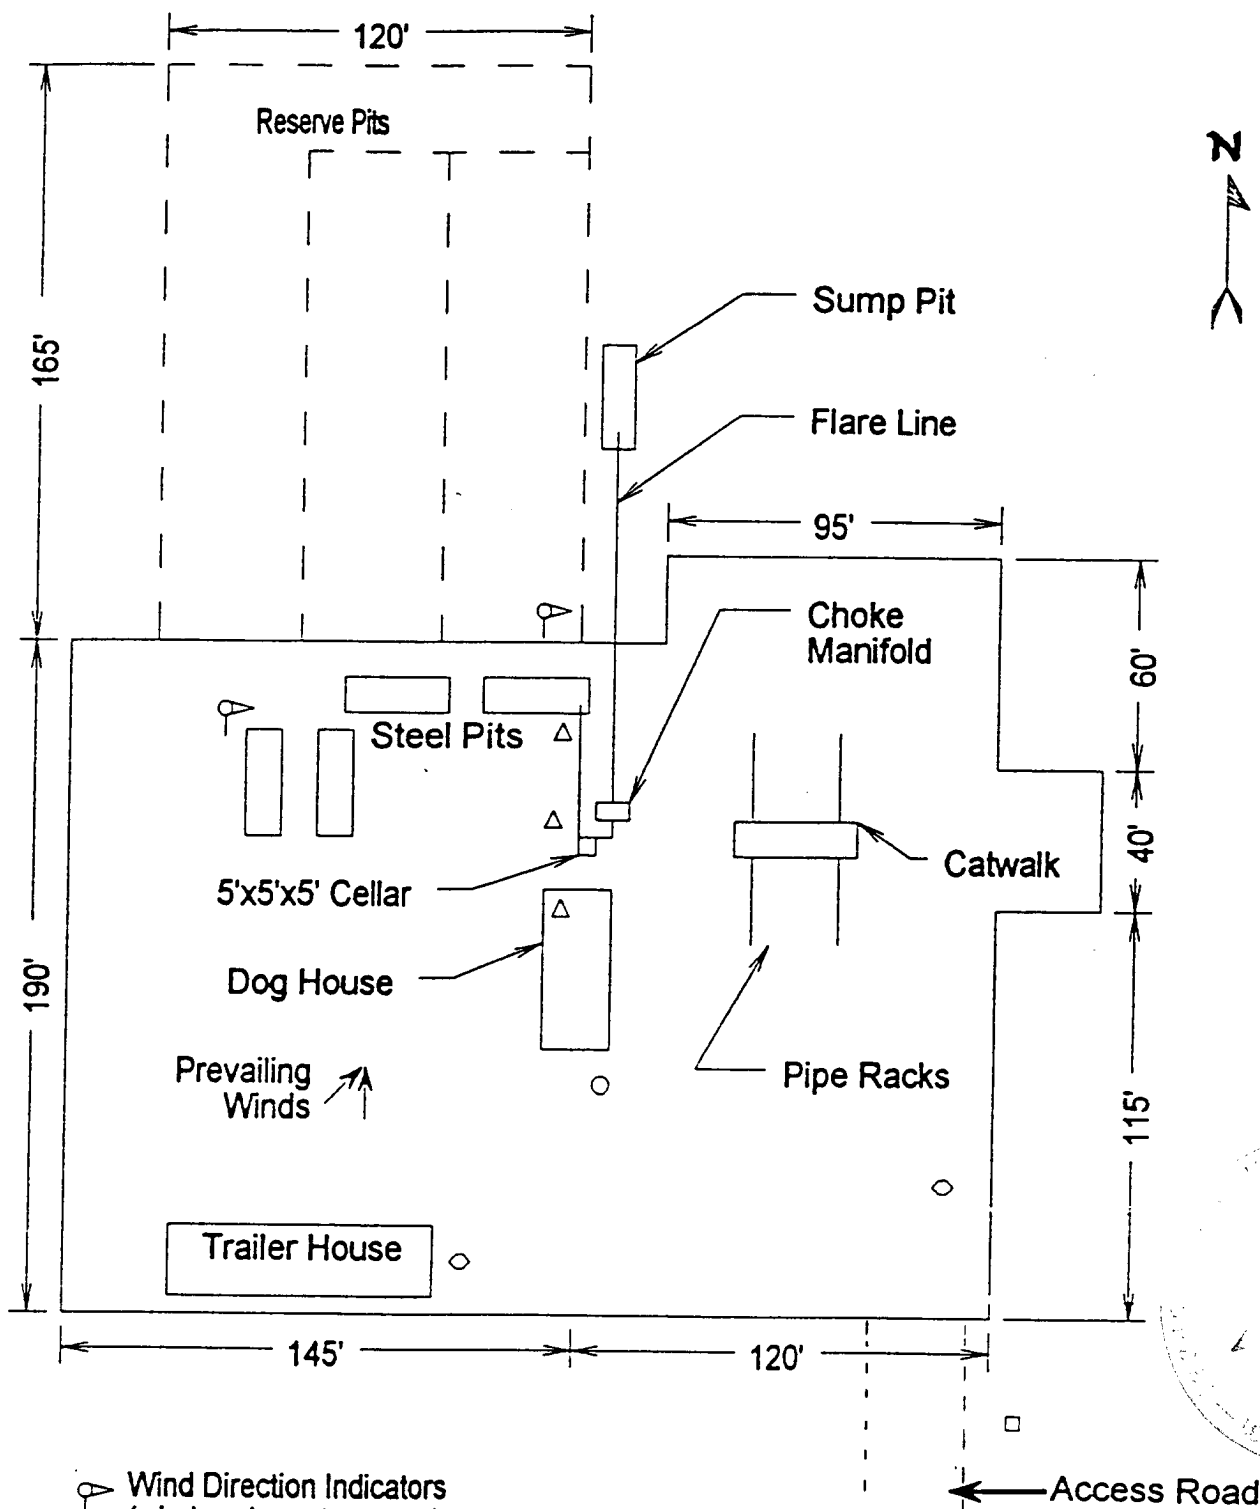 120'
Reserve Pits
N
Sump Pit
165'
Flare Line
95'
Choke
Manifold
60'
Steel Pits
40'
Catwalk
5'x5'x5' Cellar
Dog House
190'
Prevailing
Winds
Pipe Racks
115'
Trailer House
145'
120'
Wind Direction Indicators
Access Road